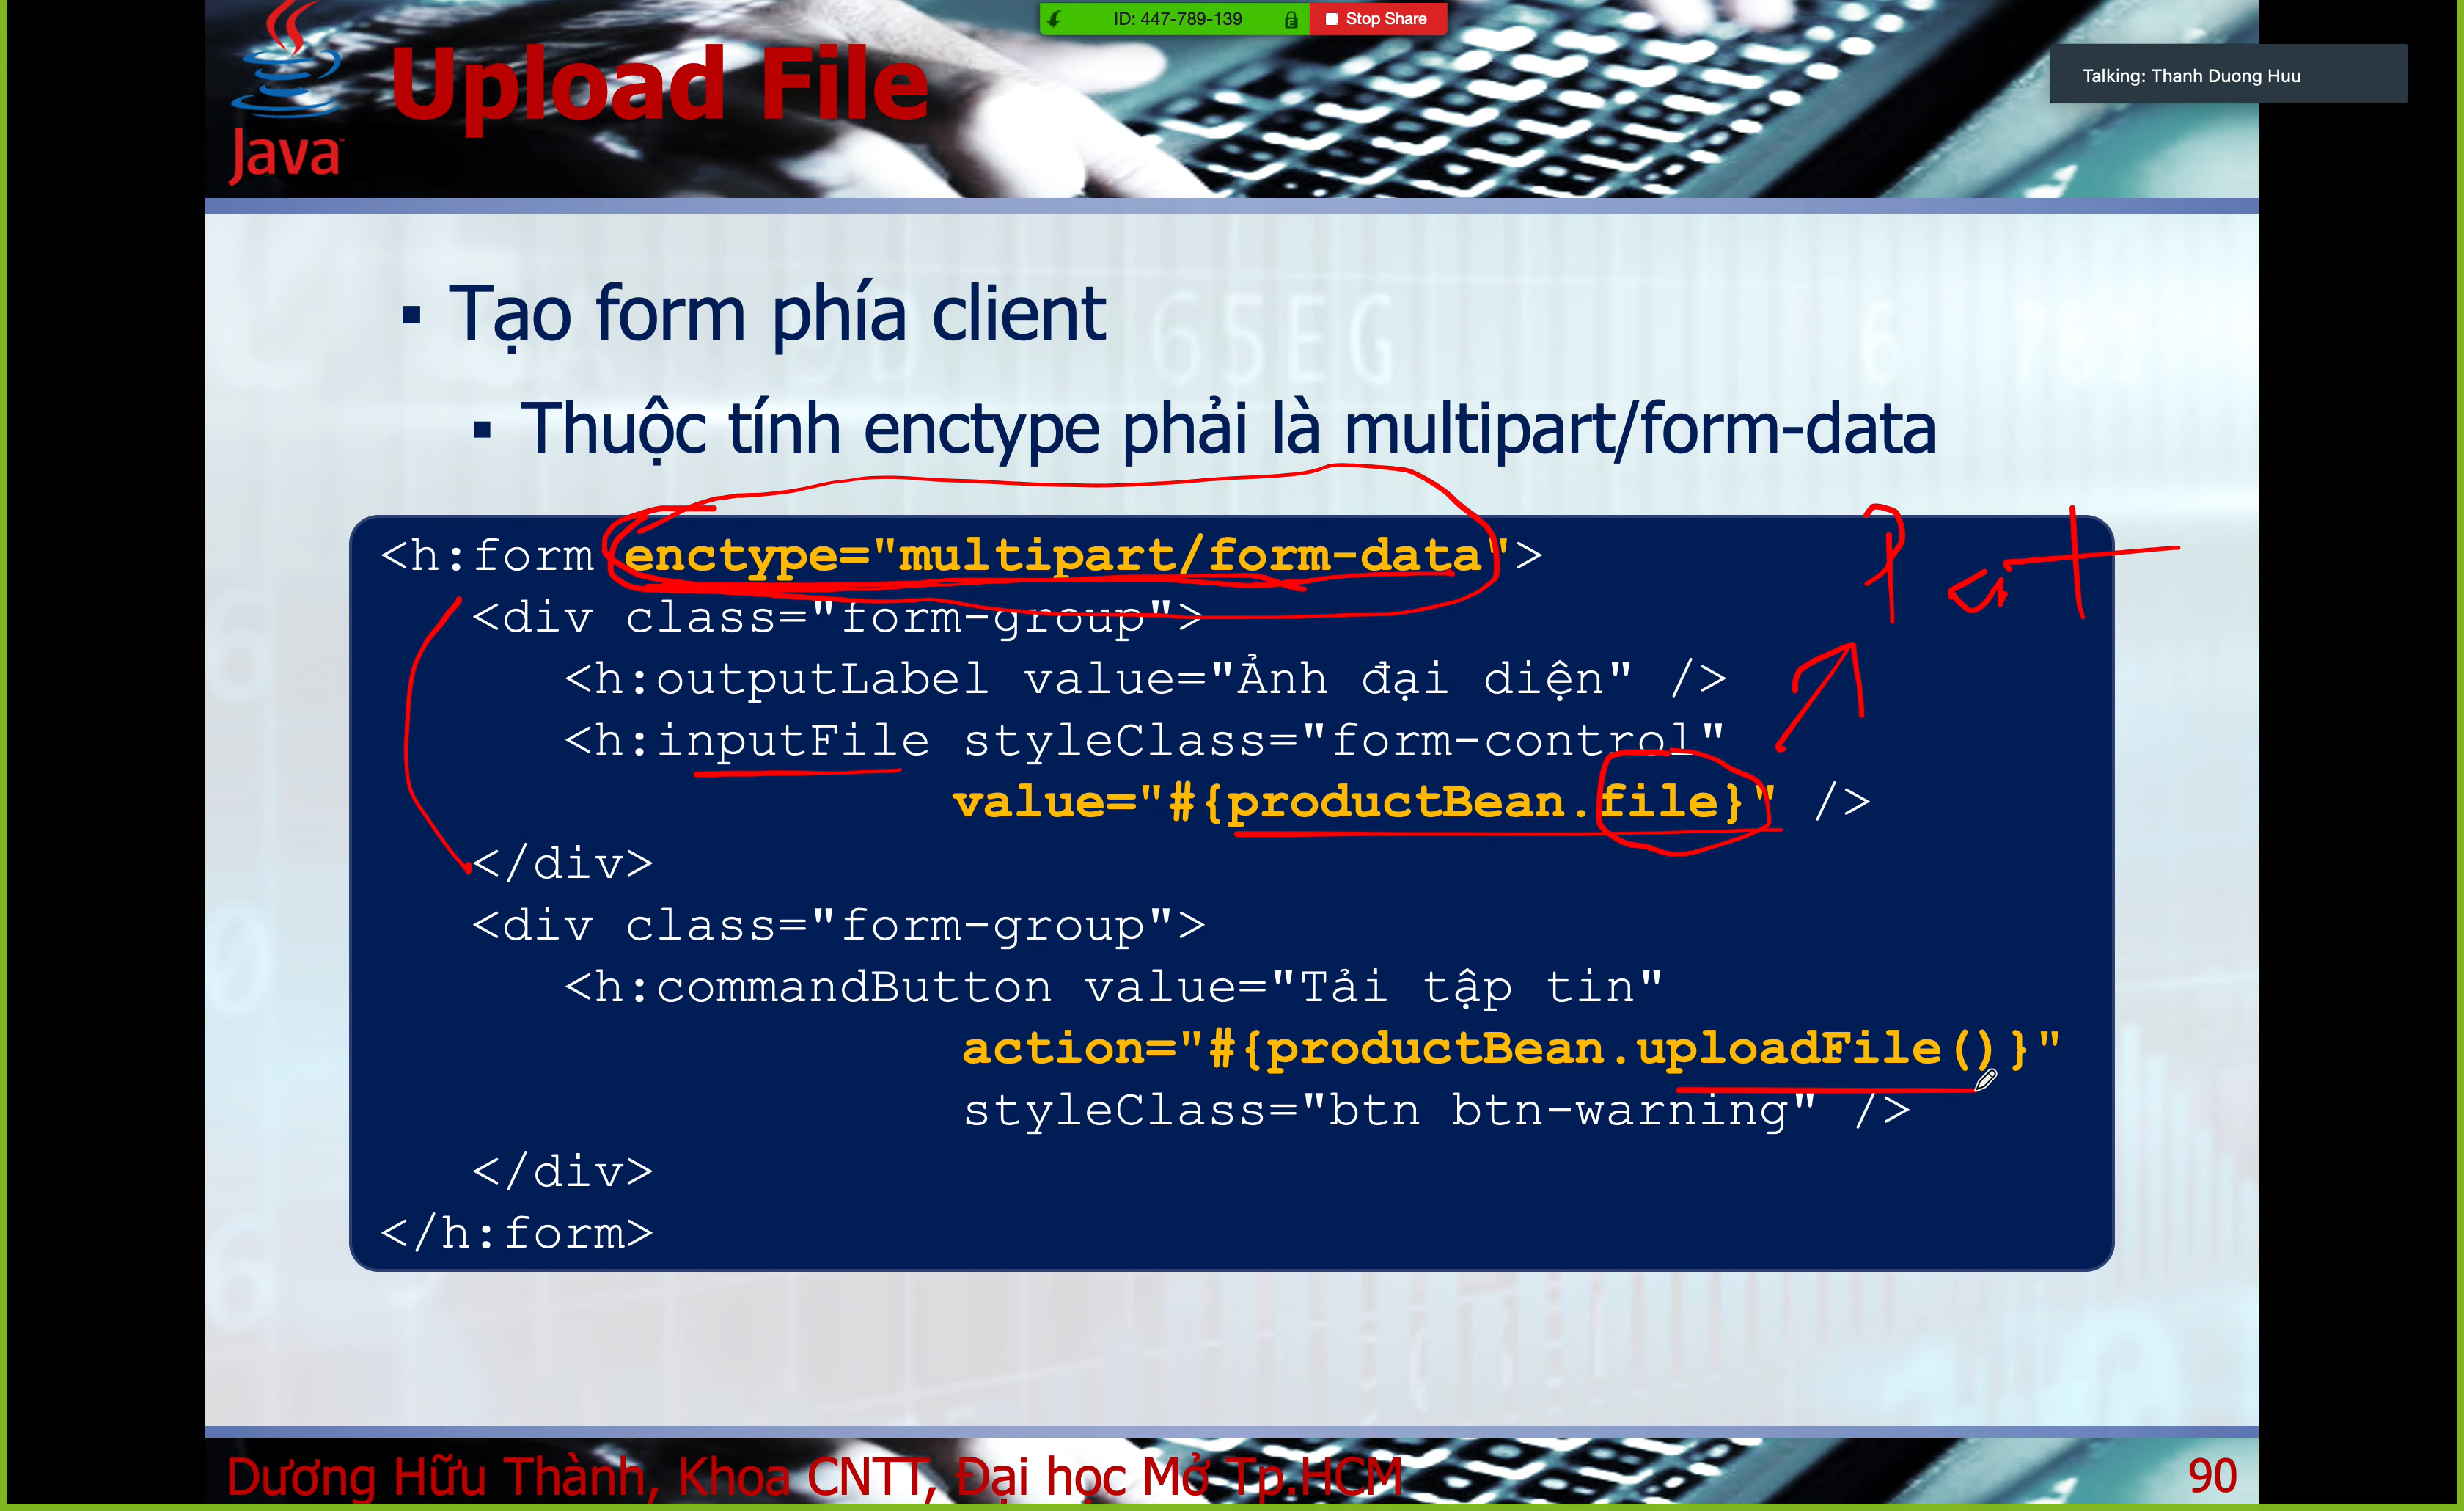 ID: 447-789-139
Stop Share
Talking: Thanh Duong Huu
Java
Upload File
▪ Tạo form phía client
▪ Thuộc tính enctype phải là multipart/form-data
<h:form enctype="multipart/form-data">
<div class="form-group">
<h:outputLabel value="Ảnh đại diện" />
<h:inputFile styleClass="form-control"
value="#{productBean.file}" />
</div>
<div class="form-group">
<h:commandButton value="Tải tập tin"
action="#{productBean.uploadFile()}"
styleClass="btn btn-warning" />
</div>
</h:form>
Part
Dương Hữu Thành, Khoa CNTT, Đại học Mở Tp.HCM
90